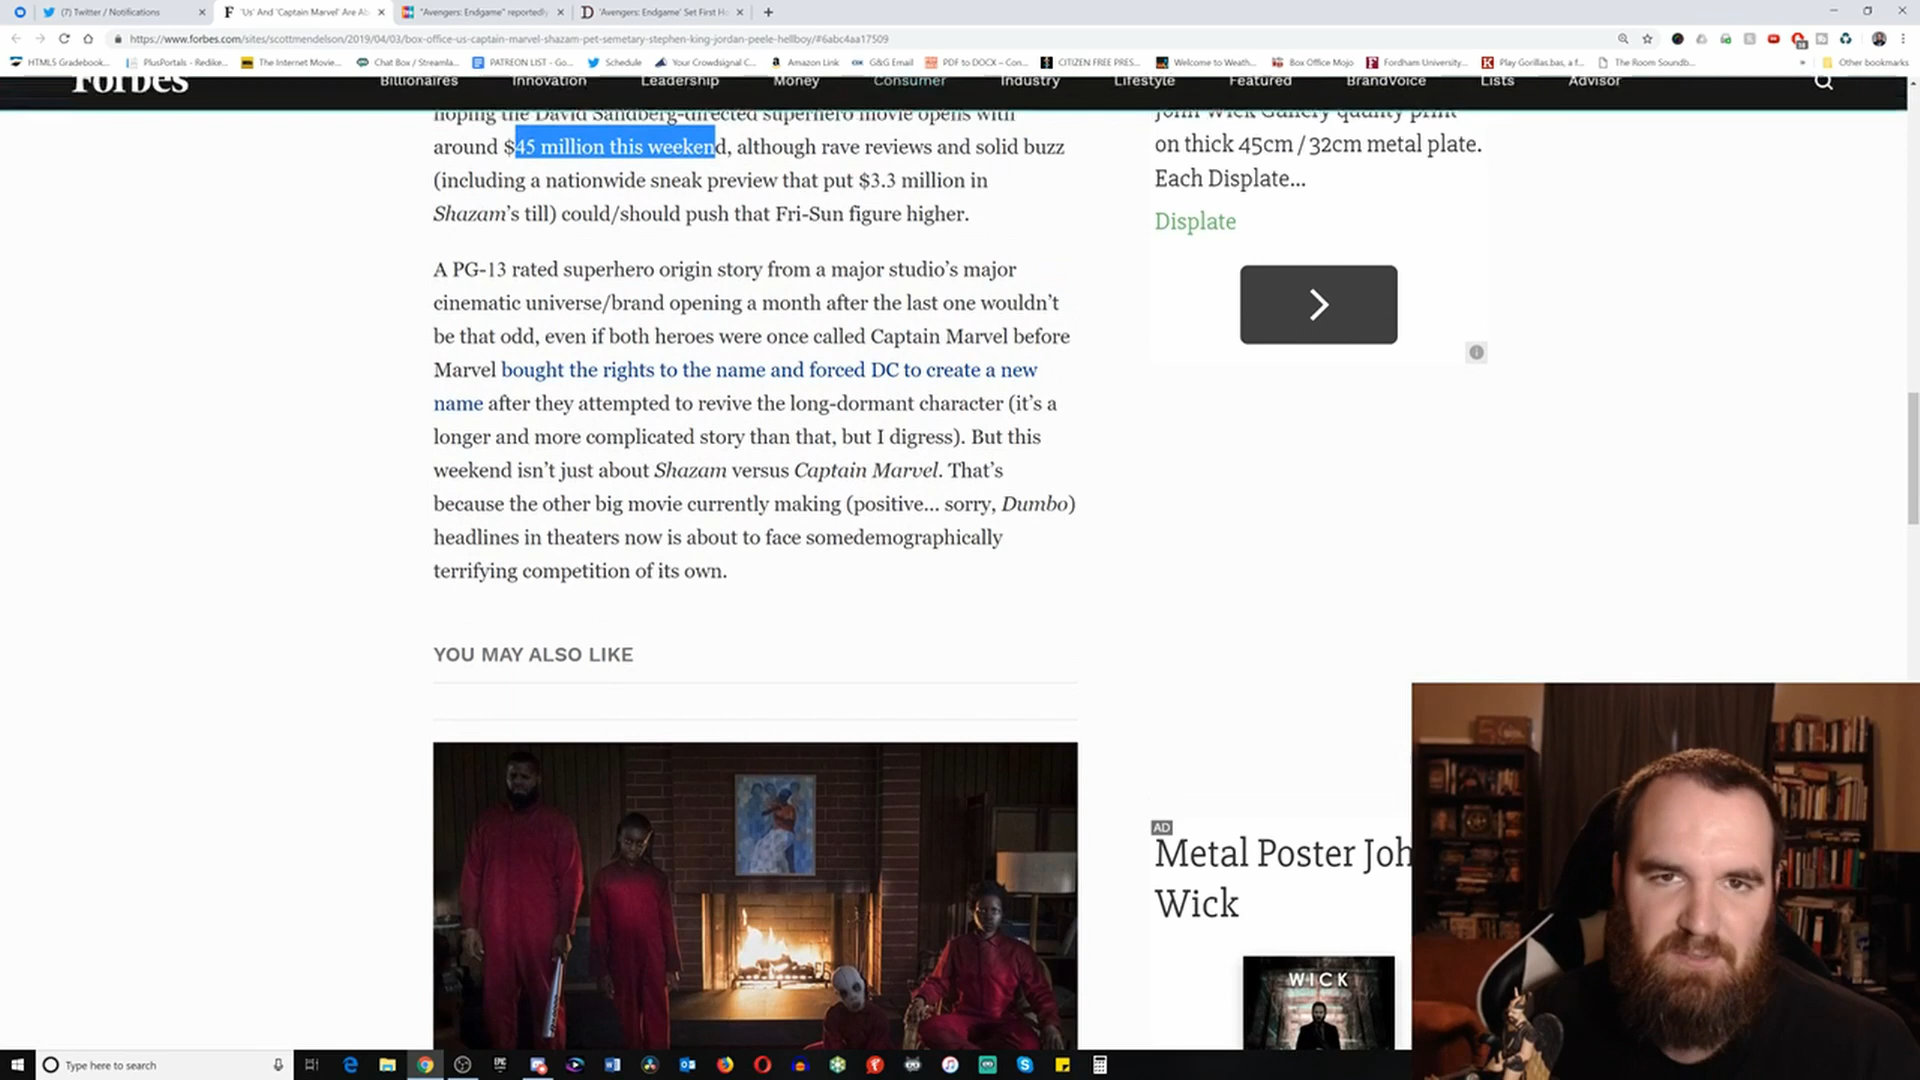 (7) Twitter / Notifications
'Us' And 'Captain Marvel' Are Ab
"Avengers: Endgame" reportedly
'Avengers: Endgame' Set First H
https://www.forbes.com/sites/scottmendelson/2019/04/03/box-office-us-captain-marvel-shazam-pet-semetary-stephen-king-jordan-peele-hellboy/#6abc4aa17509
HTML5 Gradebook...
PlusPortals - Redike...
The Internet Movie...
Chat Box / Streamla...
PATREON LIST - Go...
Schedule
Your Crowdsignal C...
Amazon Link
G&G Email
PDF to DOCX – Con...
CITIZEN FREE PRES...
Welcome to Weath...
Box Office Mojo
Fordham University...
Play Gorillas.bas, a f...
The Room Soundb...
Other bookmarks
Forbes
Billionaires
Innovation
Leadership
Money
Consumer
Industry
Lifestyle
Featured
BrandVoice
Lists
Advisor
hoping the David Sandberg-directed superhero movie opens with
around $45 million this weekend, although rave reviews and solid buzz
(including a nationwide sneak preview that put $3.3 million in
Shazam's till) could/should push that Fri-Sun figure higher.
A PG-13 rated superhero origin story from a major studio's major
cinematic universe/brand opening a month after the last one wouldn't
be that odd, even if both heroes were once called Captain Marvel before
Marvel bought the rights to the name and forced DC to create a new
name after they attempted to revive the long-dormant character (it's a
longer and more complicated story than that, but I digress). But this
weekend isn't just about Shazam versus Captain Marvel. That's
because the other big movie currently making (positive... sorry, Dumbo)
headlines in theaters now is about to face somedemographically
terrifying competition of its own.
YOU MAY ALSO LIKE
John Wick Gallery quality print
on thick 45cm / 32cm metal plate.
Each Displate...
Displate
AD
Metal Poster Joh
Wick
WICK
Type here to search